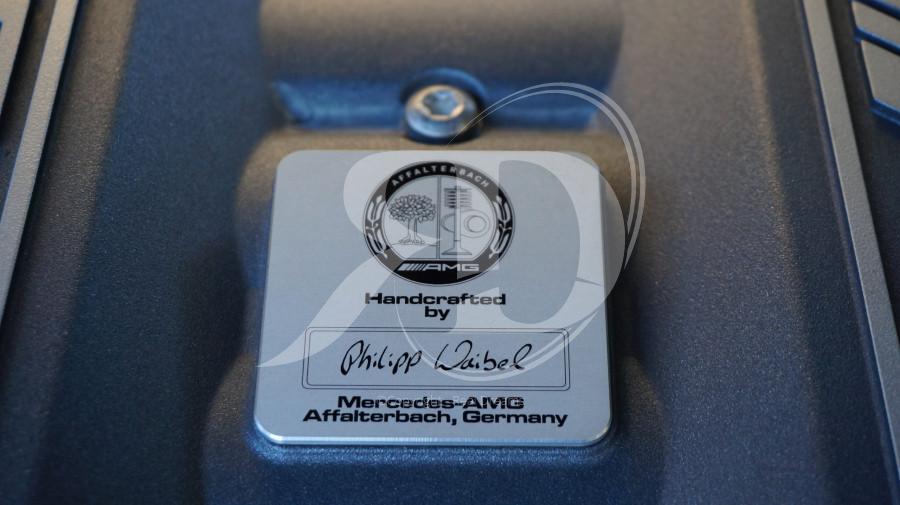 AFFALTERBACH
AMG
Handcrafted
by
Philipp Waibel
Mercedes-AMG
Affalterbach, Germany